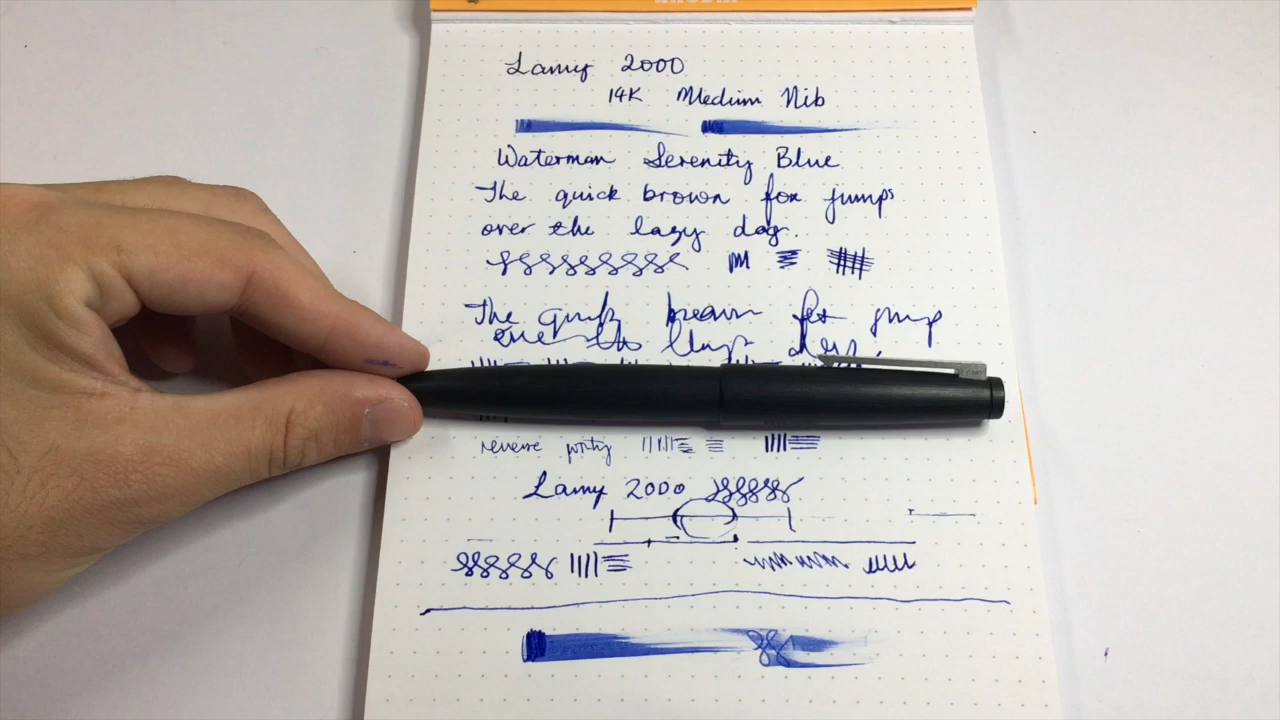 Lamy 2000
14K Medium Nib
Waterman Serenity Blue
The quick brown fox jumps
over the lazy dog.
The quick brown fox jump
over the lazy dog.
reverse
Lamy 2000